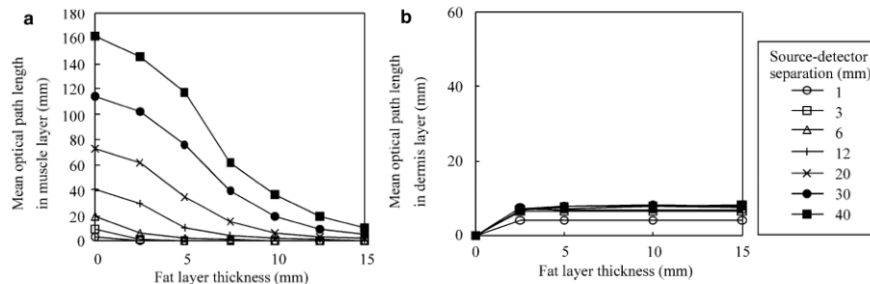 a
180
160
140
120
100
80
60
40
20
0
0
5
10
15
Mean optical path length
in muscle layer (mm)
Fat layer thickness (mm)
b
60
40
20
0
0
5
10
15
Mean optical path length
in dermis layer (mm)
Fat layer thickness (mm)
Source-detector
separation (mm)
1
3
6
12
20
30
40